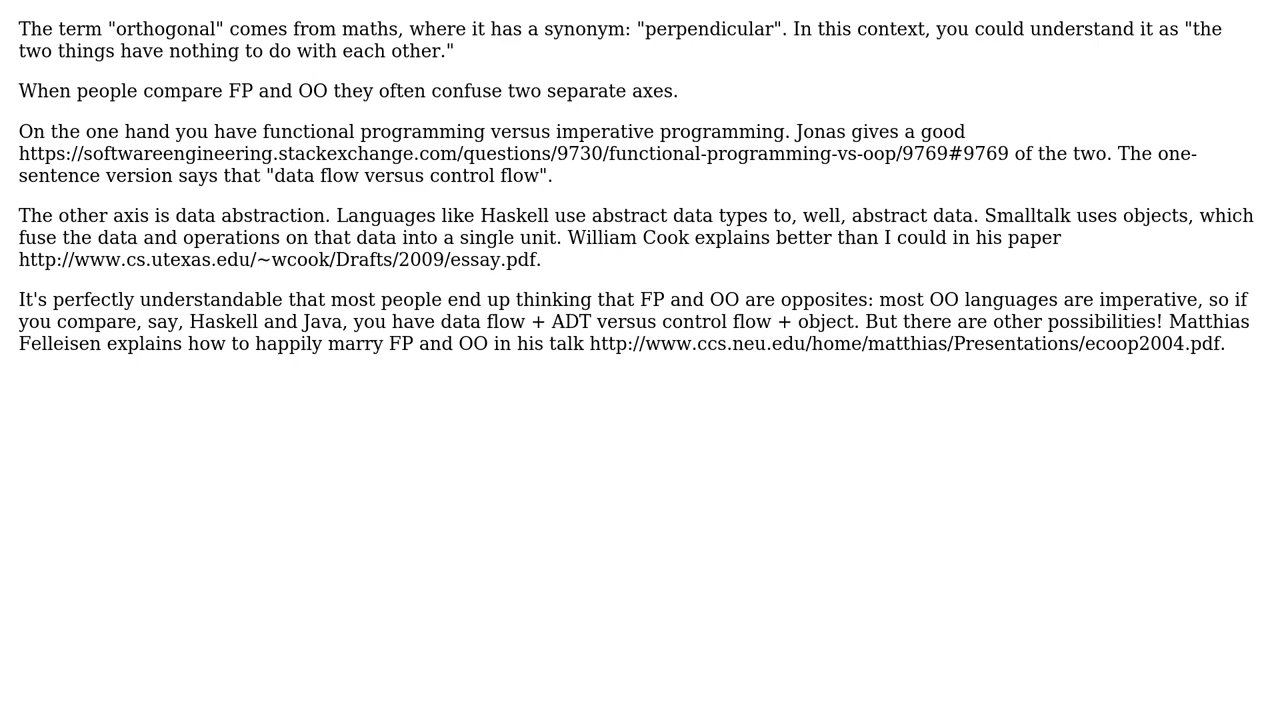 The term "orthogonal" comes from maths, where it has a synonym: "perpendicular". In this context, you could understand it as "the
two things have nothing to do with each other."
When people compare FP and OO they often confuse two separate axes.
On the one hand you have functional programming versus imperative programming. Jonas gives a good
https://softwareengineering.stackexchange.com/questions/9730/functional-programming-vs-oop/9769#9769 of the two. The one-
sentence version says that "data flow versus control flow".
The other axis is data abstraction. Languages like Haskell use abstract data types to, well, abstract data. Smalltalk uses objects, which
fuse the data and operations on that data into a single unit. William Cook explains better than I could in his paper
http://www.cs.utexas.edu/~wcook/Drafts/2009/essay.pdf.
It's perfectly understandable that most people end up thinking that FP and OO are opposites: most OO languages are imperative, so if
you compare, say, Haskell and Java, you have data flow + ADT versus control flow + object. But there are other possibilities! Matthias
Felleisen explains how to happily marry FP and OO in his talk http://www.ccs.neu.edu/home/matthias/Presentations/ecoop2004.pdf.